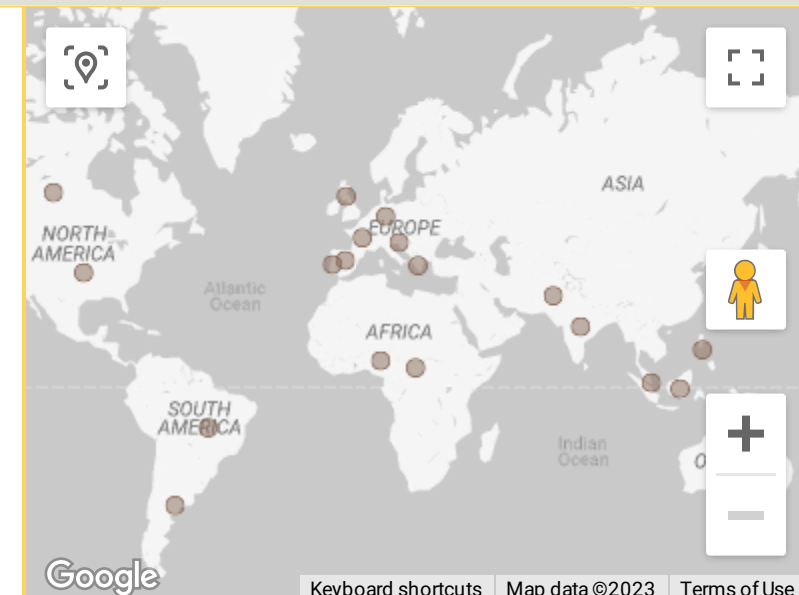 ASIA
NORTH
AMERICA
EUROPE
Atlantic
Ocean
AFRICA
SOUTH
AMERICA
Indian
Ocean
O
Google
Keyboard shortcuts
Map data ©2023
Terms of Use